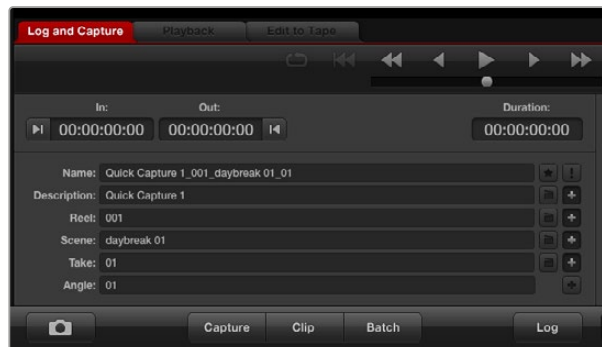 Log and Capture Playback Edit to Tape
In: Out: Duration:
00:00:00:00 00:00:00:00 00:00:00:00
Name: Quick Capture 1_001_daybreak 01_01
Description: Quick Capture 1
Reel: 001
Scene: daybreak 01
Take: 01
Angle: 01
Capture Clip Batch Log